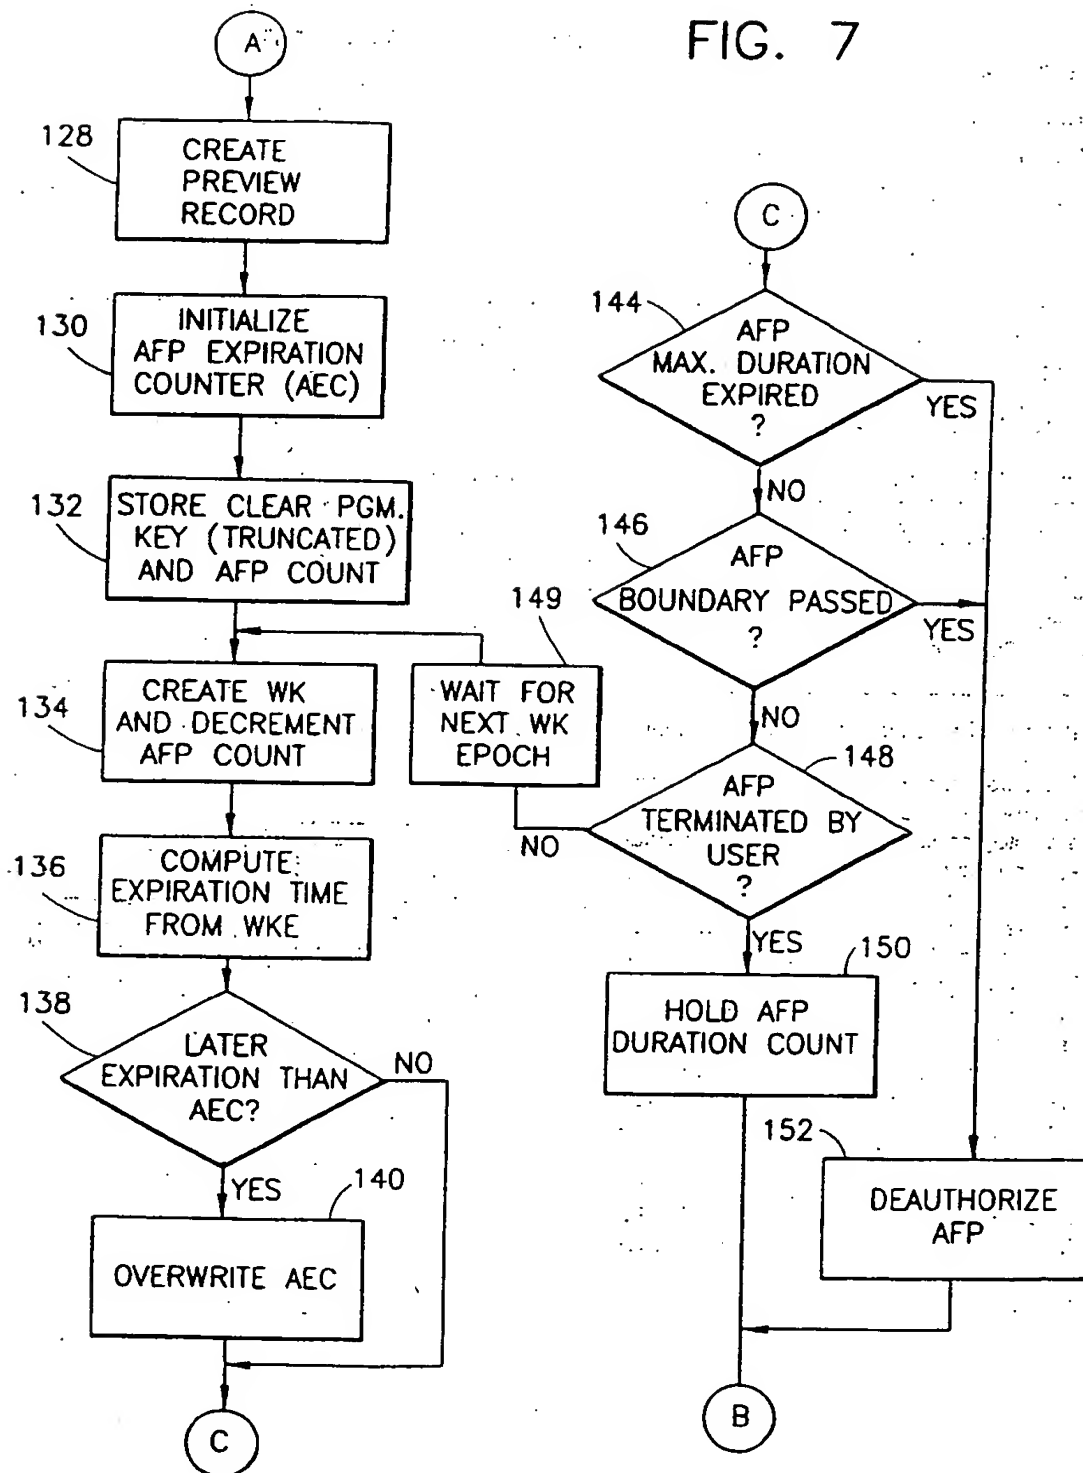 FIG. 7
A
128
CREATE
PREVIEW
RECORD
130
INITIALIZE
AFP EXPIRATION
COUNTER (AEC)
132
STORE CLEAR PGM.
KEY (TRUNCATED)
AND AFP COUNT
134
CREATE WK
AND DECREMENT
AFP COUNT
149
WAIT FOR
NEXT WK
EPOCH
136
COMPUTE
EXPIRATION TIME
FROM WKE
138
LATER
EXPIRATION THAN
AEC?
NO
YES
140
OVERWRITE AEC
C
C
144
AFP
MAX. DURATION
EXPIRED
?
YES
NO
146
AFP
BOUNDARY PASSED
?
YES
NO
148
AFP
TERMINATED BY
USER
?
NO
YES
150
HOLD AFP
DURATION COUNT
152
DEAUTHORIZE
AFP
B